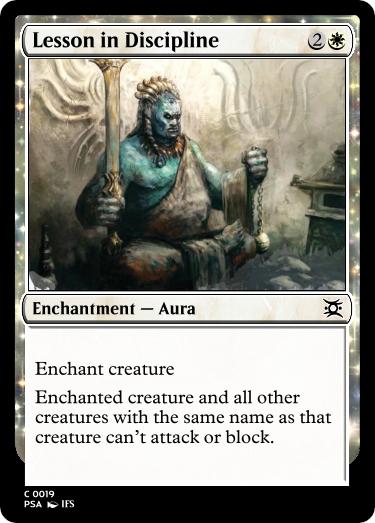 Lesson in Discipline 2
Enchantment — Aura
Enchant creature
Enchanted creature and all other
creatures with the same name as that
creature can't attack or block.
C 0019
PSA IFS